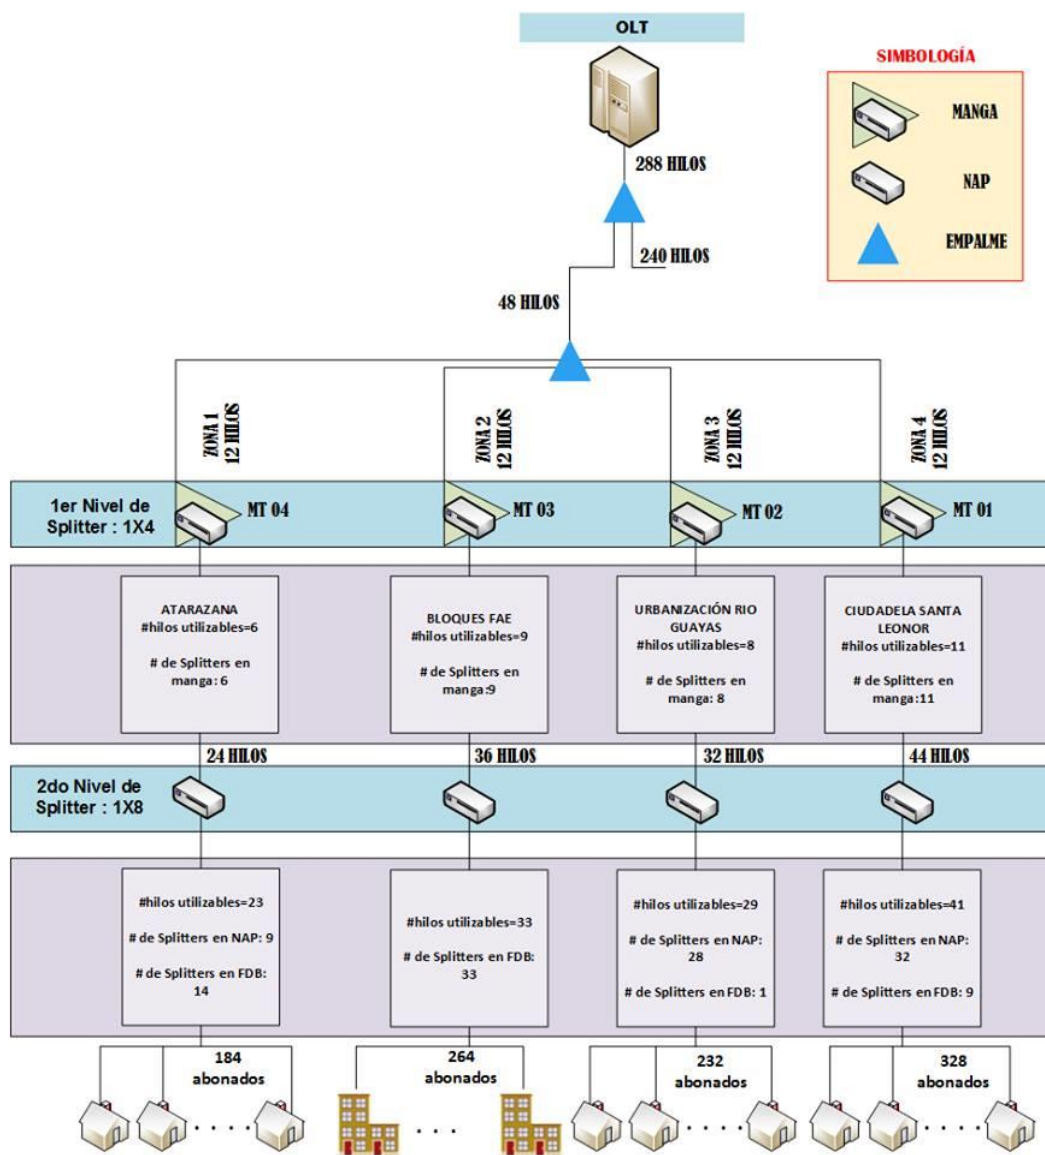 OLT
SIMBOLOGÍA
MANGA
NAP
EMPALME
288 HILOS
240 HILOS
48 HILOS
ZONA 1
12 HILOS
ZONA 2
12 HILOS
ZONA 3
12 HILOS
ZONA 4
12 HILOS
1er Nivel de
Splitter : 1X4
MT 04
MT 03
MT 02
MT 01
ATARAZANA
#hilos utilizables=6
# de Splitters en
manga: 6
BLOQUES FAE
#hilos utilizables=9
# de Splitters en
manga:9
URBANIZACIÓN RIO
GUAYAS
#hilos utilizables=8
# de Splitters en
manga: 8
CIUDADELA SANTA
LEONOR
#hilos utilizables=11
# de Splitters en
manga:11
24 HILOS
36 HILOS
32 HILOS
44 HILOS
2do Nivel de
Splitter : 1X8
#hilos utilizables=23
# de Splitters en NAP: 9
# de Splitters en FDB:
14
#hilos utilizables=33
# de Splitters en FDB:
33
#hilos utilizables=29
# de Splitters en NAP:
28
# de Splitters en FDB: 1
#hilos utilizables=41
# de Splitters en NAP:
32
# de Splitters en FDB: 9
184
abonados
264
abonados
232
abonados
328
abonados